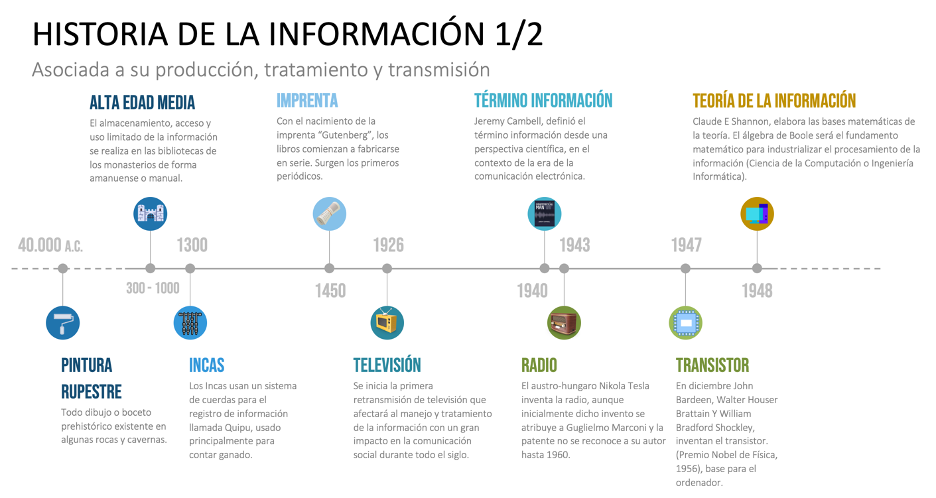 HISTORIA DE LA INFORMACIÓN 1/2
Asociada a su producción, tratamiento y transmisión
ALTA EDAD MEDIA
El almacenamiento, acceso y
uso limitado de la información
se realiza en las bibliotecas de
los monasterios de forma
amanuense o manual.
IMPRENTA
Con el nacimiento de la
imprenta "Gutenberg", los
libros comienzan a fabricarse
en serie. Surgen los primeros
periódicos.
TÉRMINO INFORMACIÓN
Jeremy Cambell, definió el
término información desde una
perspectiva científica, en el
contexto de la era de la
comunicación electrónica.
TEORÍA DE LA INFORMACIÓN
Claude E Shannon, elabora las bases matemáticas de
la teoría. El álgebra de Boole será el fundamento
matemático para industrializar el procesamiento de la
información (Ciencia de la Computación o Ingeniería
Informática).
40.000 A.C.
1300
1926
1943
1947
300 - 1000
1450
1940
1948
PINTURA
RUPESTRE
Todo dibujo o boceto
prehistórico existente en
algunas rocas y cavernas.
INCAS
Los Incas usan un sistema
de cuerdas para el
registro de información
llamada Quipu, usado
principalmente para
contar ganado.
TELEVISIÓN
Se inicia la primera
retransmisión de televisión que
afectará al manejo y tratamiento
de la información con un gran
impacto en la comunicación
social durante todo el siglo.
RADIO
El austro-hungaro Nikola Tesla
inventa la radio, aunque
inicialmente dicho invento se
atribuye a Guglielmo Marconi y la
patente no se reconoce a su autor
hasta 1960.
TRANSISTOR
En diciembre John
Bardeen, Walter Houser
Brattain Y William
Bradford Shockley,
inventan el transistor.
(Premio Nobel de Física,
1956), base para el
ordenador.